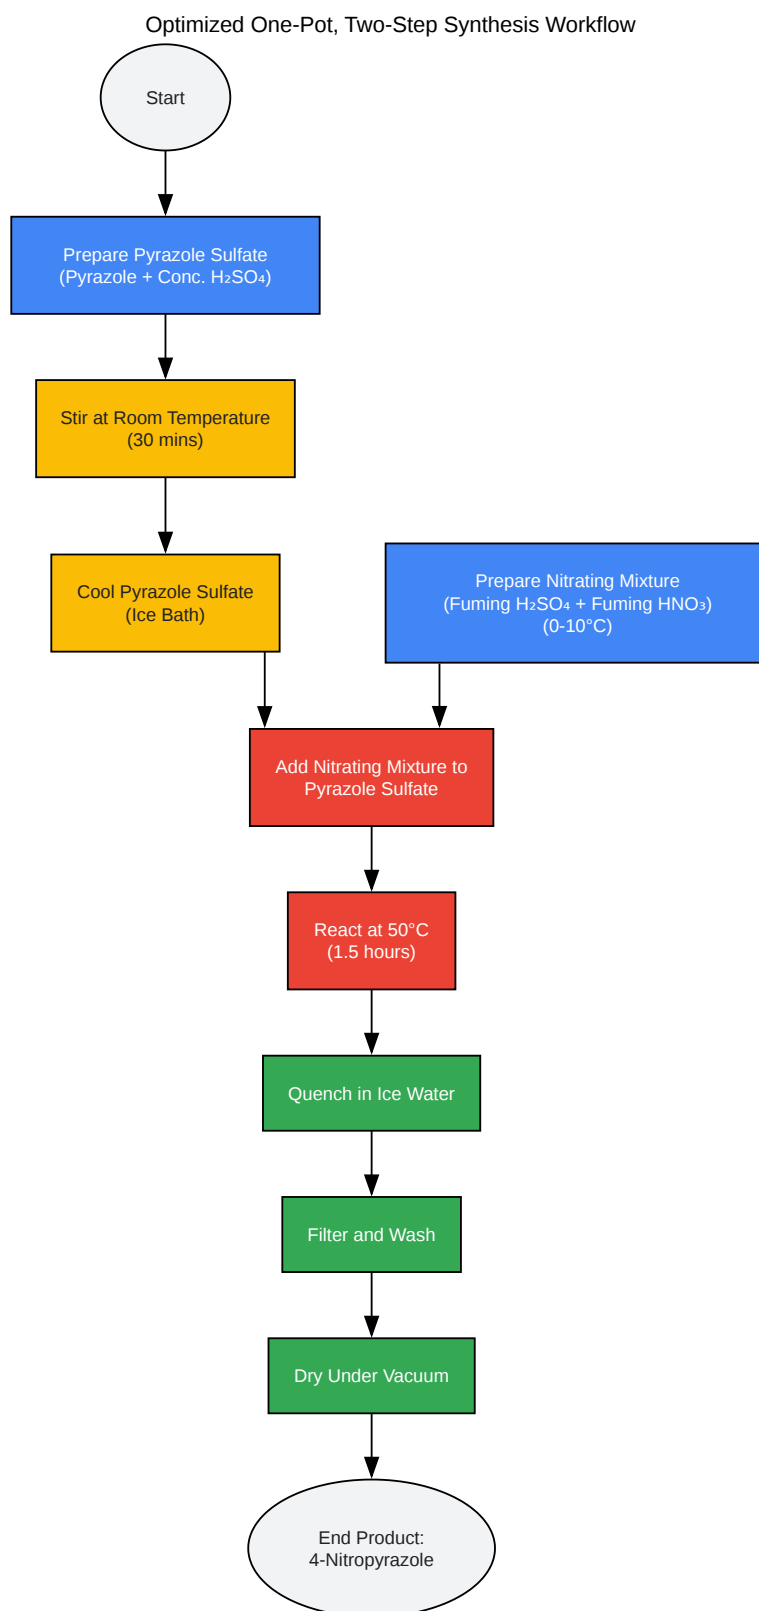 Optimized One-Pot, Two-Step Synthesis Workflow
Start
Prepare Pyrazole Sulfate
(Pyrazole + Conc. H₂SO₄)
Stir at Room Temperature
(30 mins)
Cool Pyrazole Sulfate
(Ice Bath)
Prepare Nitrating Mixture
(Fuming H₂SO₄ + Fuming HNO₃)
(0-10°C)
Add Nitrating Mixture to
Pyrazole Sulfate
React at 50°C
(1.5 hours)
Quench in Ice Water
Filter and Wash
Dry Under Vacuum
End Product:
4-Nitropyrazole